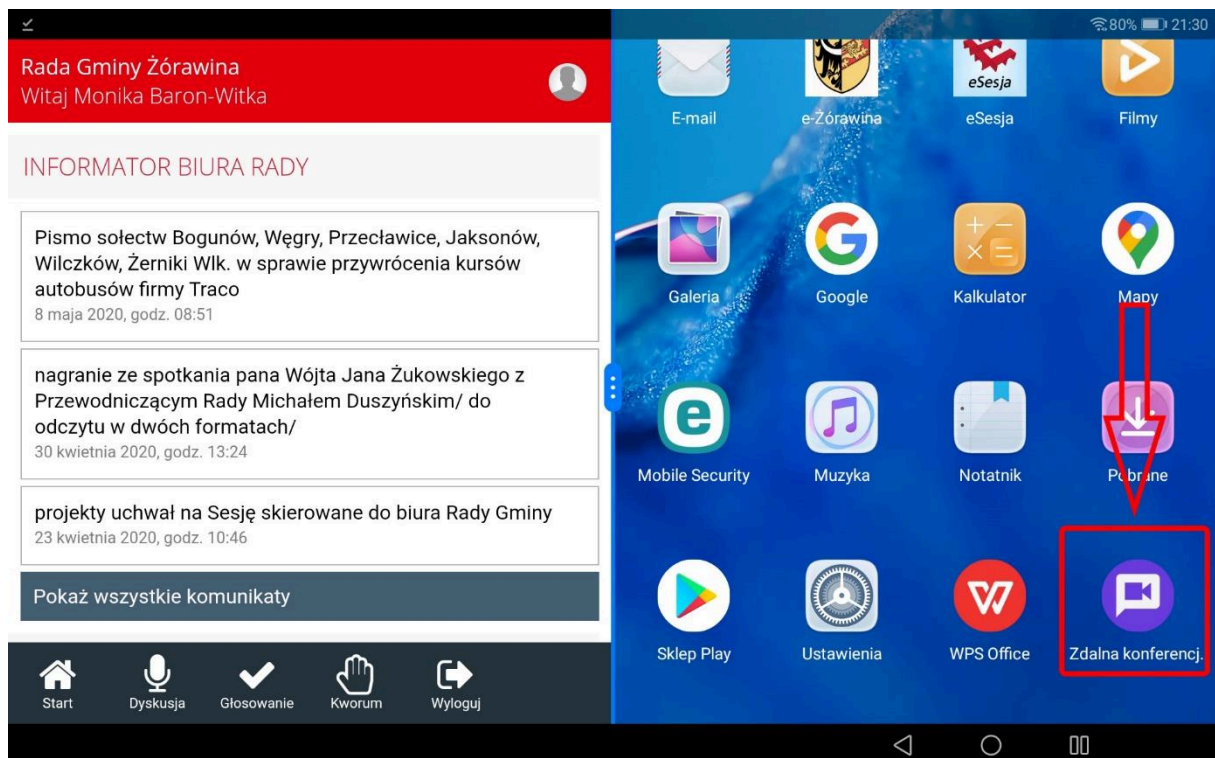 80% 21:30
Rada Gminy Żórawina
Witaj Monika Baron-Witka
INFORMATOR BIURA RADY
Pismo sołectw Bogunów, Węgry, Przecławice, Jaksonów,
Wilczków, Żerniki Wlk. w sprawie przywrócenia kursów
autobusów firmy Traco
8 maja 2020, godz. 08:51
nagranie ze spotkania pana Wójta Jana Żukowskiego z
Przewodniczącym Rady Michałem Duszyńskim/ do
odczytu w dwóch formatach/
30 kwietnia 2020, godz. 13:24
projekty uchwał na Sesję skierowane do biura Rady Gminy
23 kwietnia 2020, godz. 10:46
Pokaż wszystkie komunikaty
Start Dyskusja Głosowanie Kworum Wyloguj
eSesja
E-mail e-Żórawina eSesja Filmy
Galeria Google Kalkulator Mapy
Mobile Security Muzyka Notatnik Pobrane
Sklep Play Ustawienia WPS Office Zdalna konferencj.